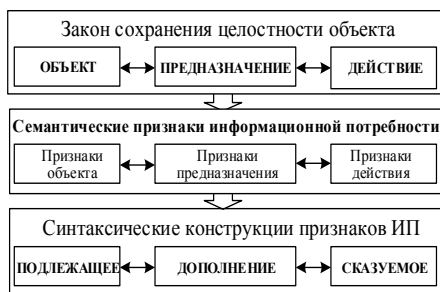 Закон сохранения целостности объекта
ОБЪЕКТ ПРЕДНАЗНАЧЕНИЕ ДЕЙСТВИЕ
Семантические признаки информационной потребности
Признаки Признаки Признаки
объекта предназначения действия
Синтаксические конструкции признаков ИП
ПОДЛЕЖАЩЕЕ ДОПОЛНЕНИЕ СКАЗУЕМОЕ